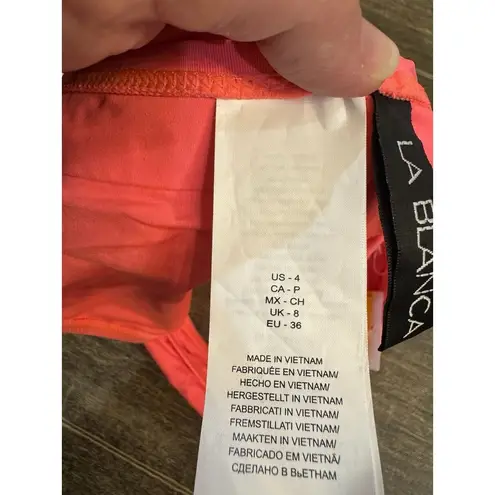 US - 4
CA - P
MX - CH
UK - 8
EU - 36
MADE IN VIETNAM
FABRIQUÉE EN VIETNAM/
HECHO EN VIETNAM/
HERGESTELLT IN VIETNAM/
FABBRICATI IN VIETNAM/
FREMSTILLATI VIETNAM/
MAAKTEN IN VIETNAM/
FABRICADO EM VIETNÃ/
СДЕЛАНО В ВЬЕТНАМ
LA BLANCA